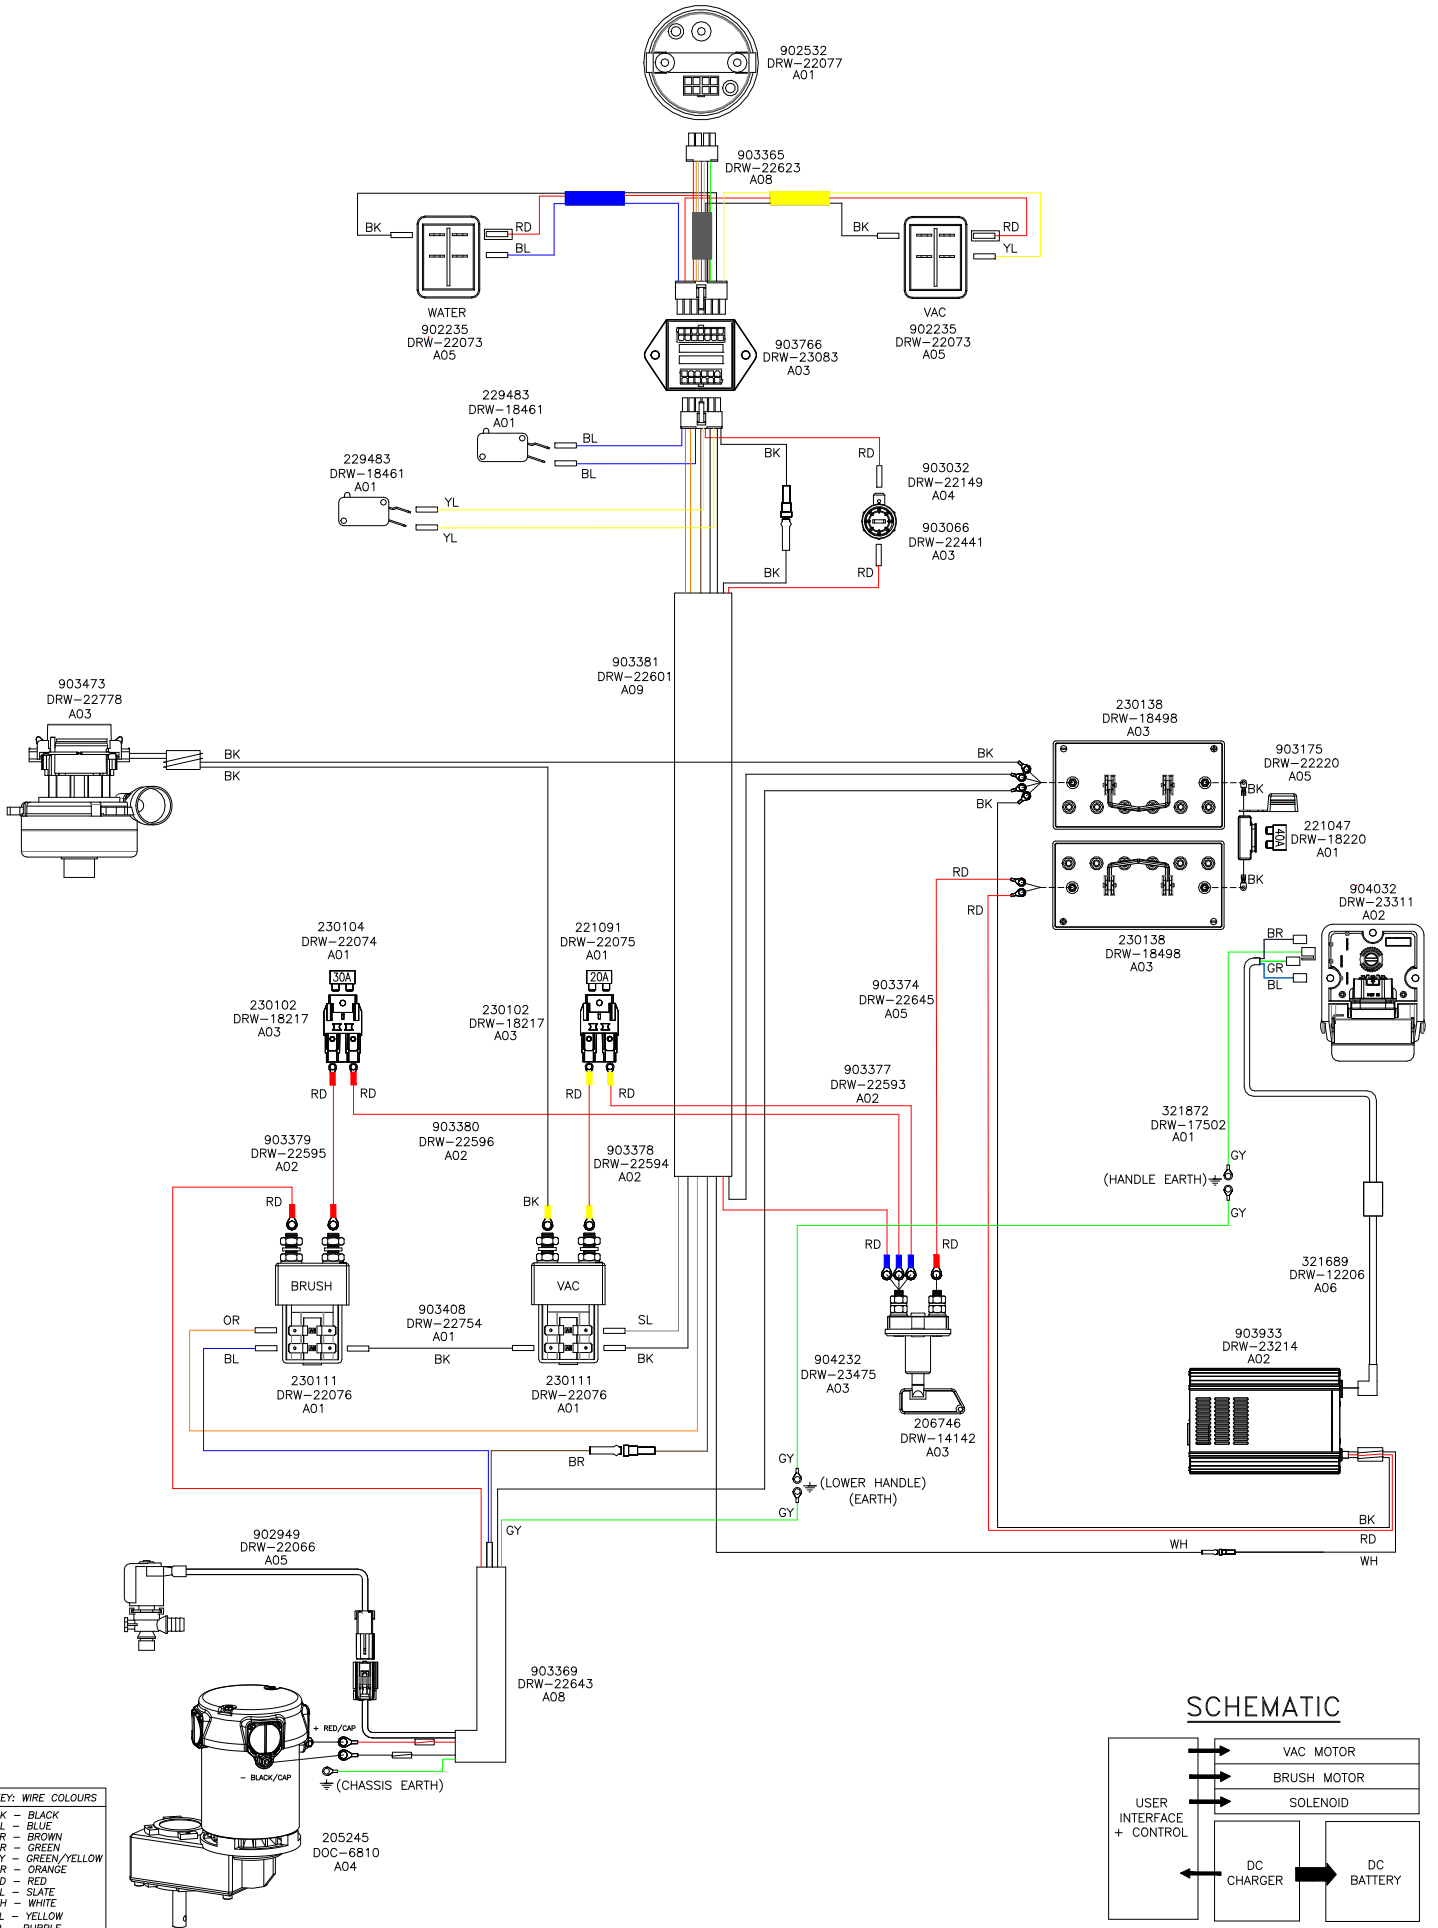 902532
DRW-22077
A01
903365
DRW-22623
A08
BK
RD
BL
WATER
902235
DRW-22073
A05
BK
RD
YL
VAC
902235
DRW-22073
A05
903766
DRW-23083
A03
229483
DRW-18461
A01
BL
BL
229483
DRW-18461
A01
YL
YL
BK
BK
RD
RD
903032
DRW-22149
A04
903066
DRW-22441
A03
903381
DRW-22601
A09
903473
DRW-22778
A03
BK
BK
BK
BK
230138
DRW-18498
A03
903175
DRW-22220
A05
BK
40A
221047
DRW-18220
A01
BK
RD
RD
230138
DRW-18498
A03
904032
DRW-23311
A02
BR
GR
BL
230104
DRW-22074
A01
30A
230102
DRW-18217
A03
RD
RD
221091
DRW-22075
A01
20A
230102
DRW-18217
A03
RD
RD
903374
DRW-22645
A05
903377
DRW-22593
A02
903379
DRW-22595
A02
903380
DRW-22596
A02
903378
DRW-22594
A02
321872
DRW-17502
A01
GY
(HANDLE EARTH)
GY
RD
BK
RD
RD
BRUSH
VAC
OR
BL
903408
DRW-22754
A01
BK
SL
BK
230111
DRW-22076
A01
230111
DRW-22076
A01
904232
DRW-23475
A03
206746
DRW-14142
A03
321689
DRW-12206
A06
903933
DRW-23214
A02
BR
GY
(LOWER HANDLE)
(EARTH)
GY
GY
BK
RD
WH
WH
902949
DRW-22066
A05
903369
DRW-22643
A08
+ RED/CAP
- BLACK/CAP
(CHASSIS EARTH)
205245
DOC-6810
A04
EY: WIRE COLOURS
K - BLACK
L - BLUE
R - BROWN
R - GREEN
Y - GREEN/YELLOW
R - ORANGE
D - RED
L - SLATE
H - WHITE
L - YELLOW
PURPLE
SCHEMATIC
USER
INTERFACE
+ CONTROL
VAC MOTOR
BRUSH MOTOR
SOLENOID
DC
CHARGER
DC
BATTERY